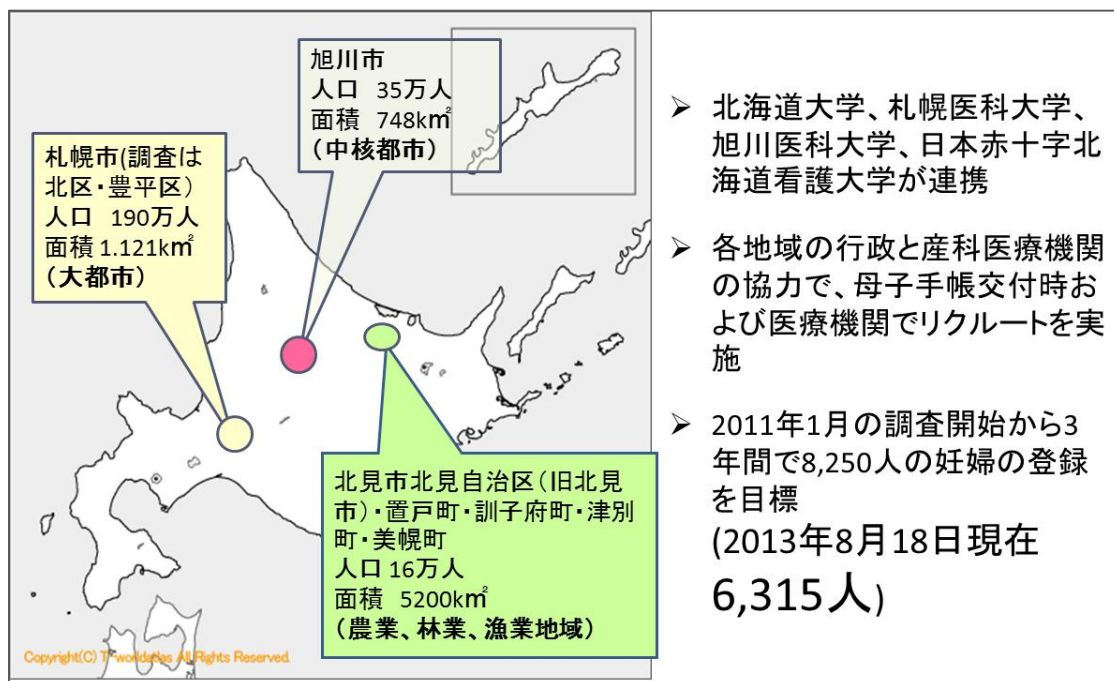 旭川市
人口 35万人
面積 748k㎡
(中核都市)
札幌市(調査は
北区・豊平区)
人口 190万人
面積 1.121k㎡
(大都市)
北見市北見自治区(旧北見
市)・置戸町・訓子府町・津別
町・美幌町
人口 16万人
面積 5200k㎡
(農業、林業、漁業地域)
Copyright(C) T-worldatlas All Rights Reserved.
➢ 北海道大学、札幌医科大学、
旭川医科大学、日本赤十字北
海道看護大学が連携
➢ 各地域の行政と産科医療機関
の協力で、母子手帳交付時お
よび医療機関でリクルートを実
施
➢ 2011年1月の調査開始から3
年間で8,250人の妊婦の登録
を目標
(2013年8月18日現在
6,315人)